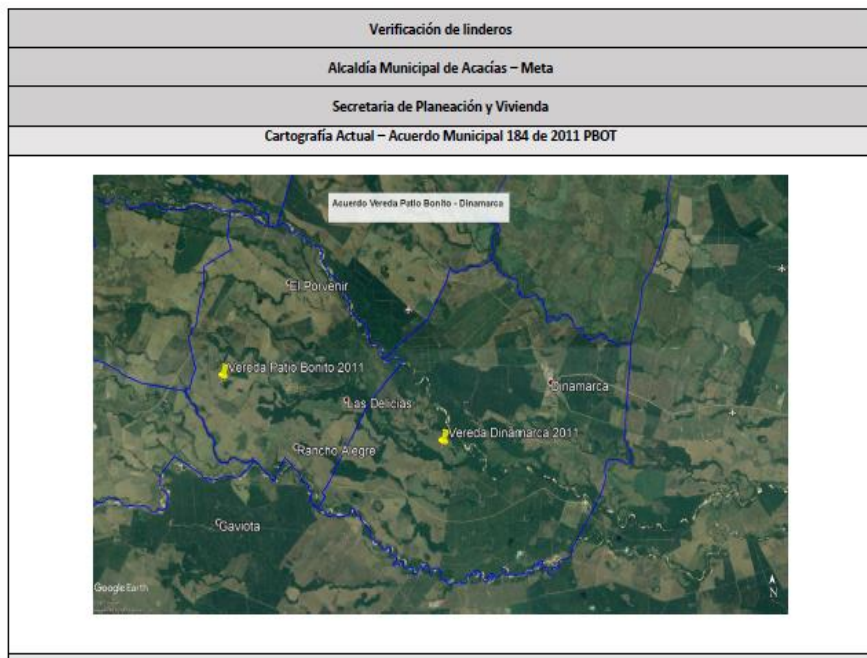 Verificación de linderos
Alcaldía Municipal de Acacías – Meta
Secretaria de Planeación y Vivienda
Cartografía Actual – Acuerdo Municipal 184 de 2011 PBOT
Acuerdo Vereda Patio Bonito - Dinamarca
El Porvenir
Vereda Patio Bonito 2011
Dinamarca
Las Delicias
Vereda Dinamarca 2011
Rancho Alegre
Gaviota
Google Earth
N